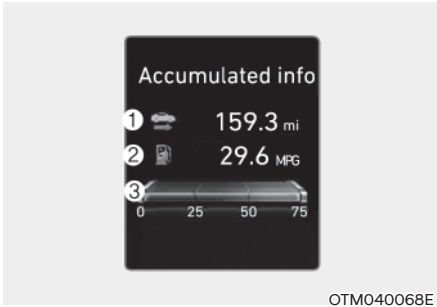 Accumulated info
1 159.3 mi
2 29.6 MPG
3
0 25 50 75
OTM040068E